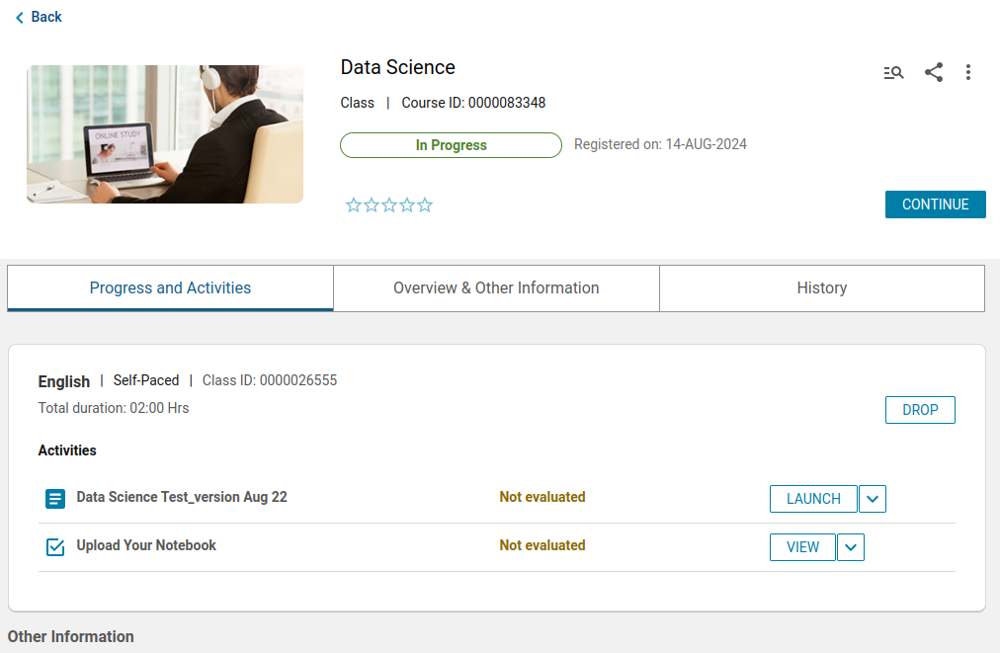 Back
ONLINE STUDY
Data Science
Class | Course ID: 0000083348
In Progress
Registered on: 14-AUG-2024
CONTINUE
Progress and Activities
Overview & Other Information
History
English | Self-Paced | Class ID: 0000026555
Total duration: 02:00 Hrs
DROP
Activities
Data Science Test_version Aug 22
Not evaluated
LAUNCH
Upload Your Notebook
Not evaluated
VIEW
Other Information